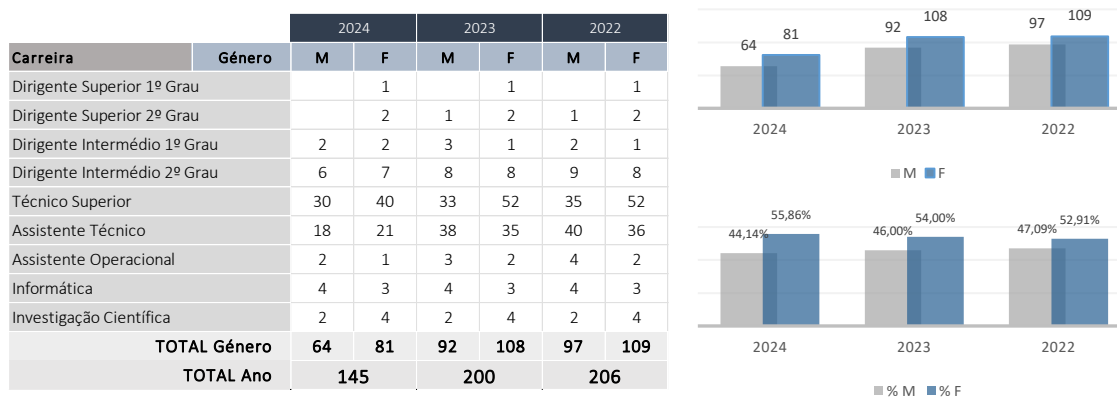 2024 2023 2022
Carreira Género M F M F M F
Dirigente Superior 1º Grau 1 1 1
Dirigente Superior 2º Grau 2 1 2 1 2
Dirigente Intermédio 1º Grau 2 2 3 1 2 1
Dirigente Intermédio 2º Grau 6 7 8 8 9 8
Técnico Superior 30 40 33 52 35 52
Assistente Técnico 18 21 38 35 40 36
Assistente Operacional 2 1 3 2 4 2
Informática 4 3 4 3 4 3
Investigação Científica 2 4 2 4 2 4
TOTAL Género 64 81 92 108 97 109
TOTAL Ano 145 200 206
64 81 92 108 97 109
2024 2023 2022
M F
44,14% 55,86% 46,00% 54,00% 47,09% 52,91%
2024 2023 2022
% M % F